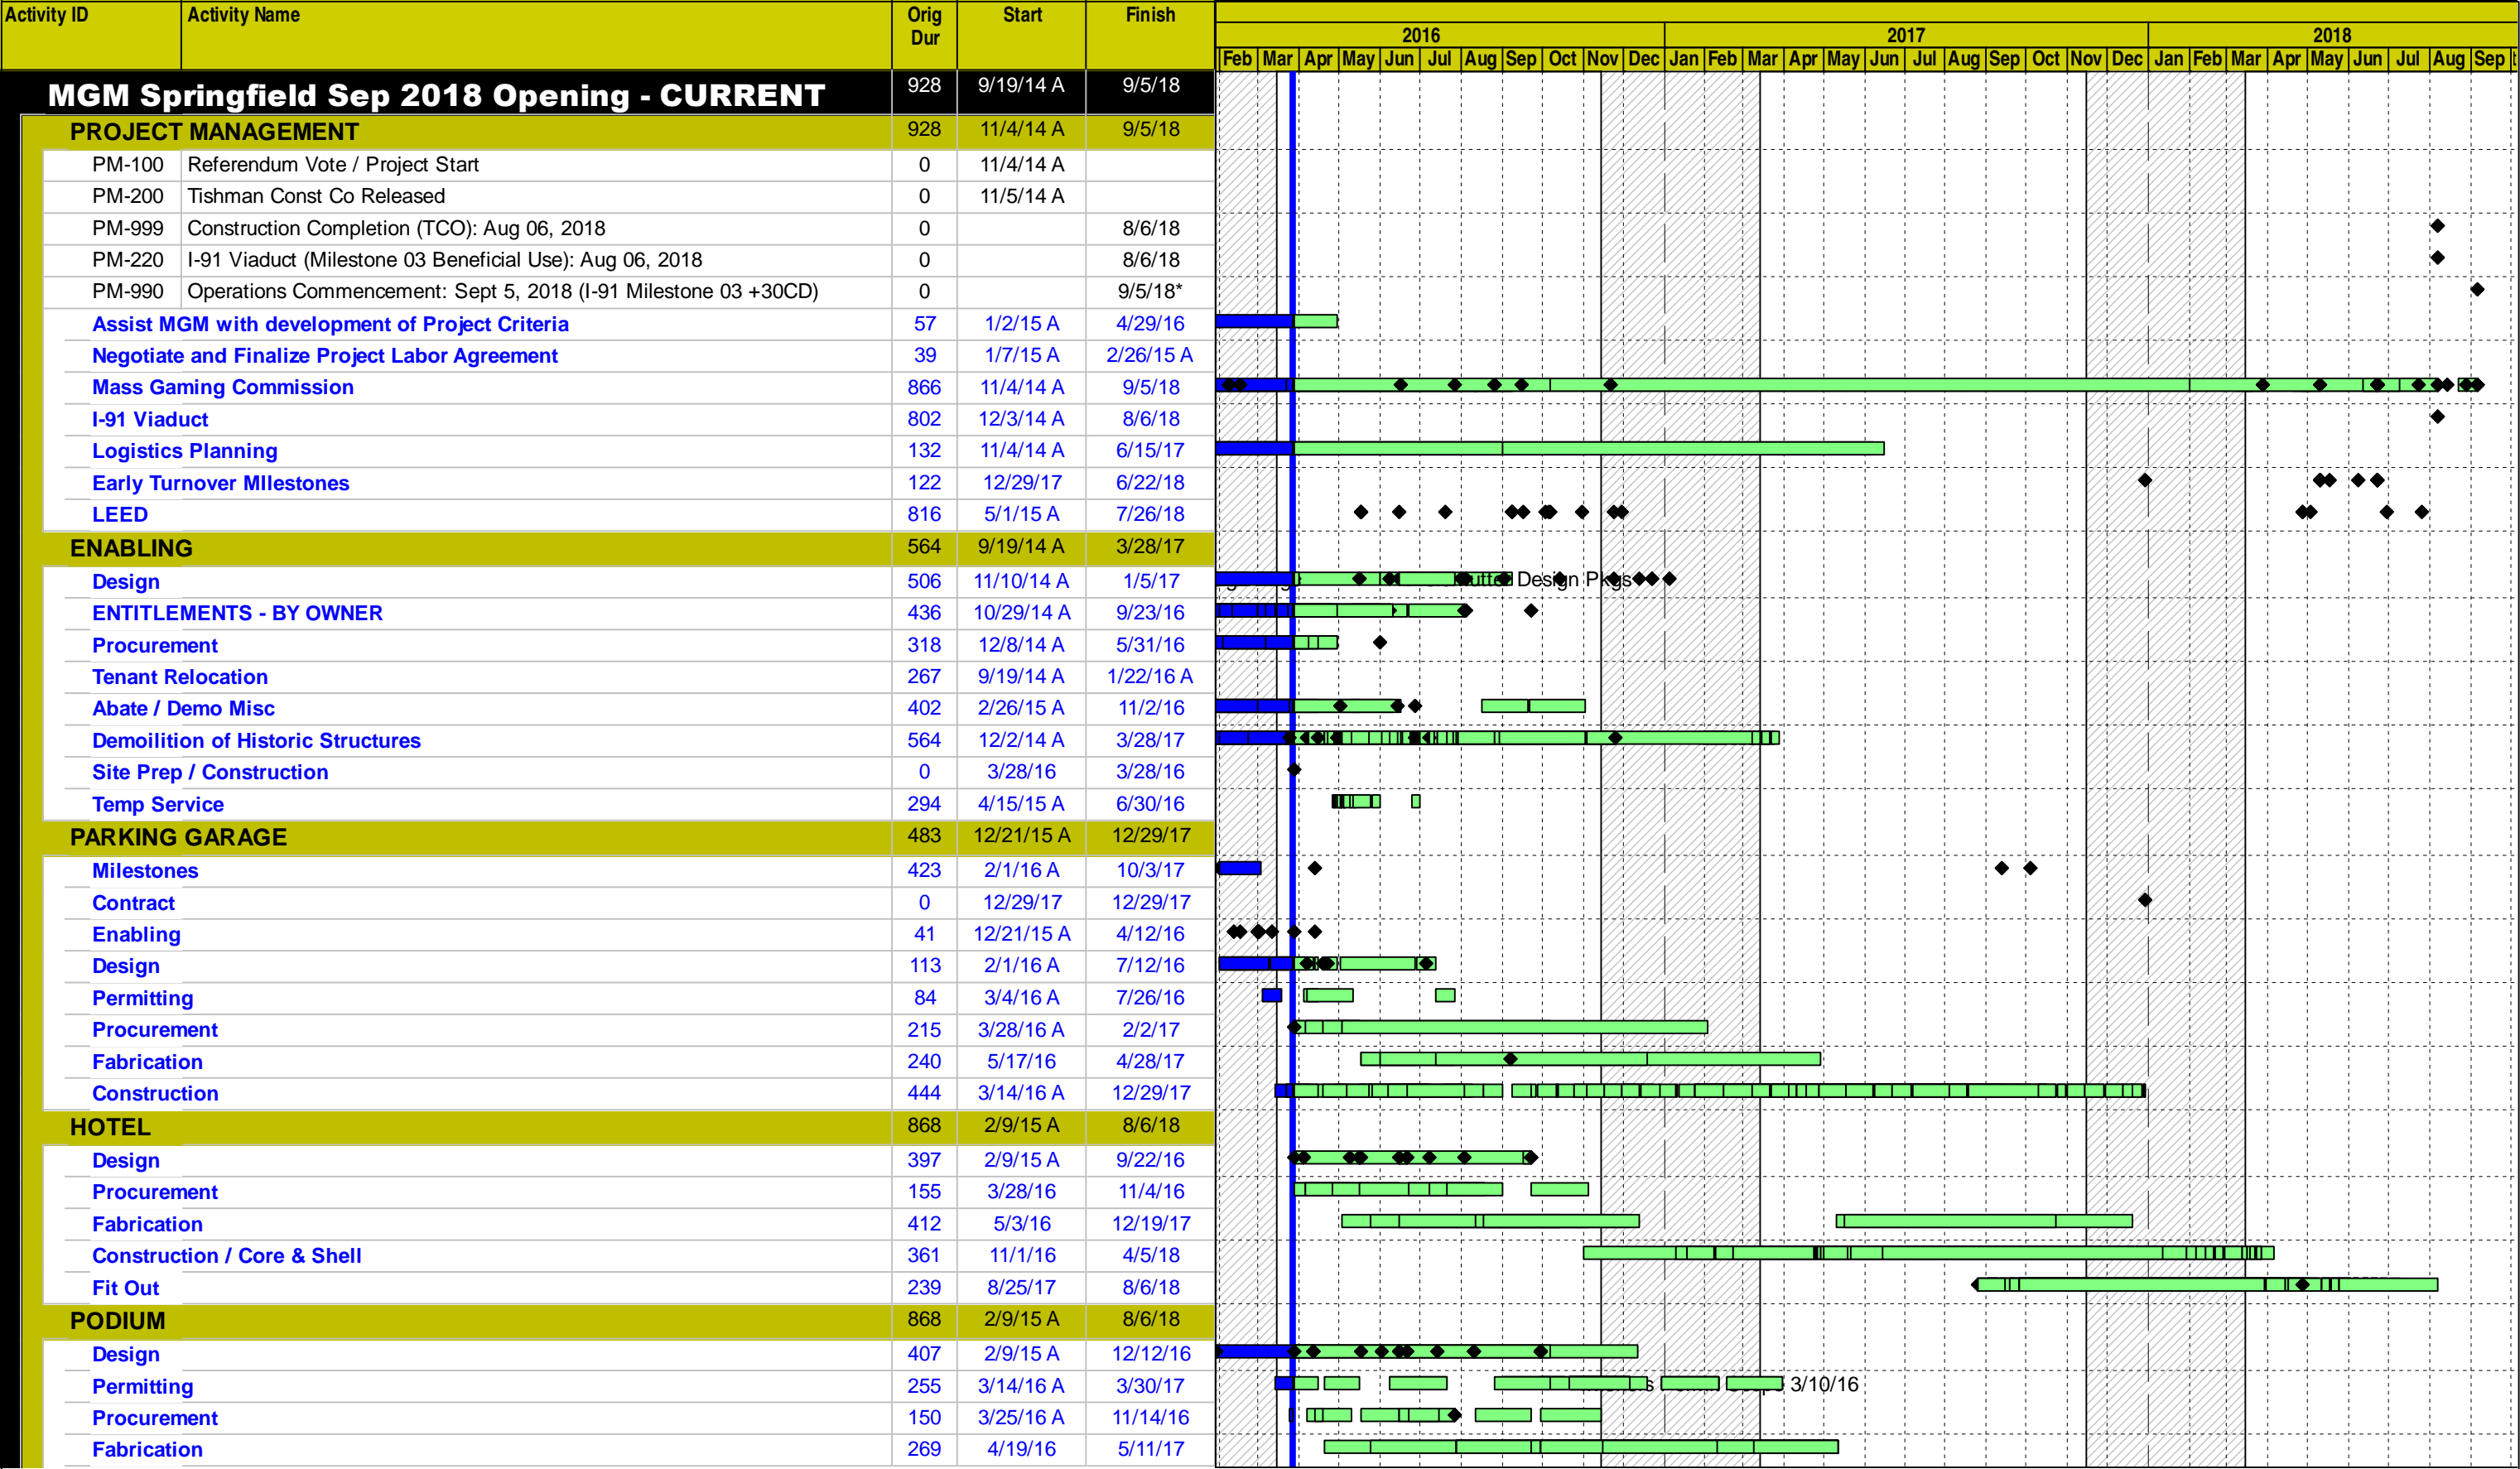 Activity ID Activity Name Orig Dur Start Finish
2016 2017 2018
Feb Mar Apr May Jun Jul Aug Sep Oct Nov Dec Jan Feb Mar Apr May Jun Jul Aug Sep Oct Nov Dec Jan Feb Mar Apr May Jun Jul Aug Sep
MGM Springfield Sep 2018 Opening - CURRENT 928 9/19/14 A 9/5/18
PROJECT MANAGEMENT 928 11/4/14 A 9/5/18
PM-100 Referendum Vote / Project Start 0 11/4/14 A
PM-200 Tishman Const Co Released 0 11/5/14 A
PM-999 Construction Completion (TCO): Aug 06, 2018 0 8/6/18
PM-220 I-91 Viaduct (Milestone 03 Beneficial Use): Aug 06, 2018 0 8/6/18
PM-990 Operations Commencement: Sept 5, 2018 (I-91 Milestone 03 +30CD) 0 9/5/18*
Assist MGM with development of Project Criteria 57 1/2/15 A 4/29/16
Negotiate and Finalize Project Labor Agreement 39 1/7/15 A 2/26/15 A
Mass Gaming Commission 866 11/4/14 A 9/5/18
I-91 Viaduct 802 12/3/14 A 8/6/18
Logistics Planning 132 11/4/14 A 6/15/17
Early Turnover MIlestones 122 12/29/17 6/22/18
LEED 816 5/1/15 A 7/26/18
ENABLING 564 9/19/14 A 3/28/17
Design 506 11/10/14 A 1/5/17 Design Pkgs
ENTITLEMENTS - BY OWNER 436 10/29/14 A 9/23/16
Procurement 318 12/8/14 A 5/31/16
Tenant Relocation 267 9/19/14 A 1/22/16 A
Abate / Demo Misc 402 2/26/15 A 11/2/16
Demoilition of Historic Structures 564 12/2/14 A 3/28/17
Site Prep / Construction 0 3/28/16 3/28/16
Temp Service 294 4/15/15 A 6/30/16
PARKING GARAGE 483 12/21/15 A 12/29/17
Milestones 423 2/1/16 A 10/3/17
Contract 0 12/29/17 12/29/17
Enabling 41 12/21/15 A 4/12/16
Design 113 2/1/16 A 7/12/16
Permitting 84 3/4/16 A 7/26/16
Procurement 215 3/28/16 A 2/2/17
Fabrication 240 5/17/16 4/28/17
Construction 444 3/14/16 A 12/29/17
HOTEL 868 2/9/15 A 8/6/18
Design 397 2/9/15 A 9/22/16
Procurement 155 3/28/16 11/4/16
Fabrication 412 5/3/16 12/19/17
Construction / Core & Shell 361 11/1/16 4/5/18
Fit Out 239 8/25/17 8/6/18
PODIUM 868 2/9/15 A 8/6/18
Design 407 2/9/15 A 12/12/16
Permitting 255 3/14/16 A 3/30/17 3/10/16
Procurement 150 3/25/16 A 11/14/16
Fabrication 269 4/19/16 5/11/17